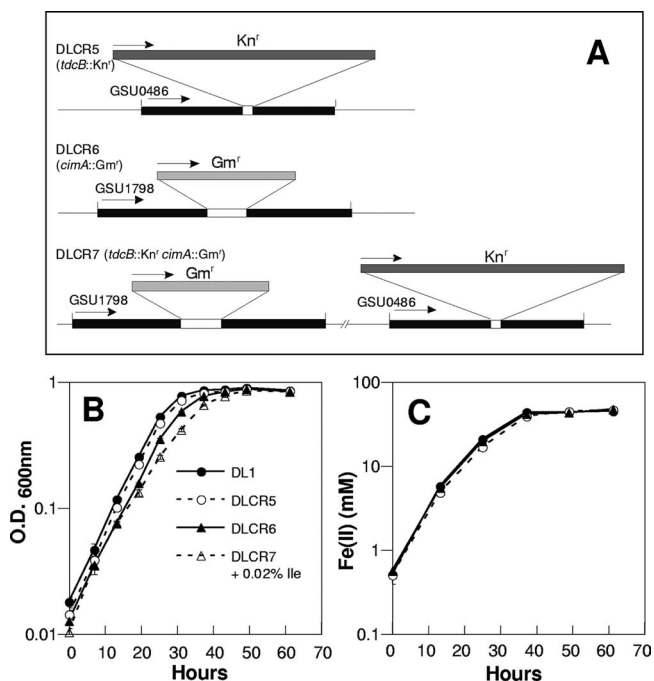 A
DLCR5
(tdcB::Knʳ)
Knʳ
GSU0486
DLCR6
(cimA::Gmʳ)
Gmʳ
GSU1798
DLCR7 (tdcB::Knʳ cimA::Gmʳ)
Gmʳ
Knʳ
GSU1798
GSU0486
B
O.D. 600nm
1
0.1
0.01
DL1
DLCR5
DLCR6
DLCR7
+ 0.02% Ile
0 10 20 30 40 50 60 70
Hours
C
Fe(II) (mM)
100
10
1
0.1
0 10 20 30 40 50 60 70
Hours